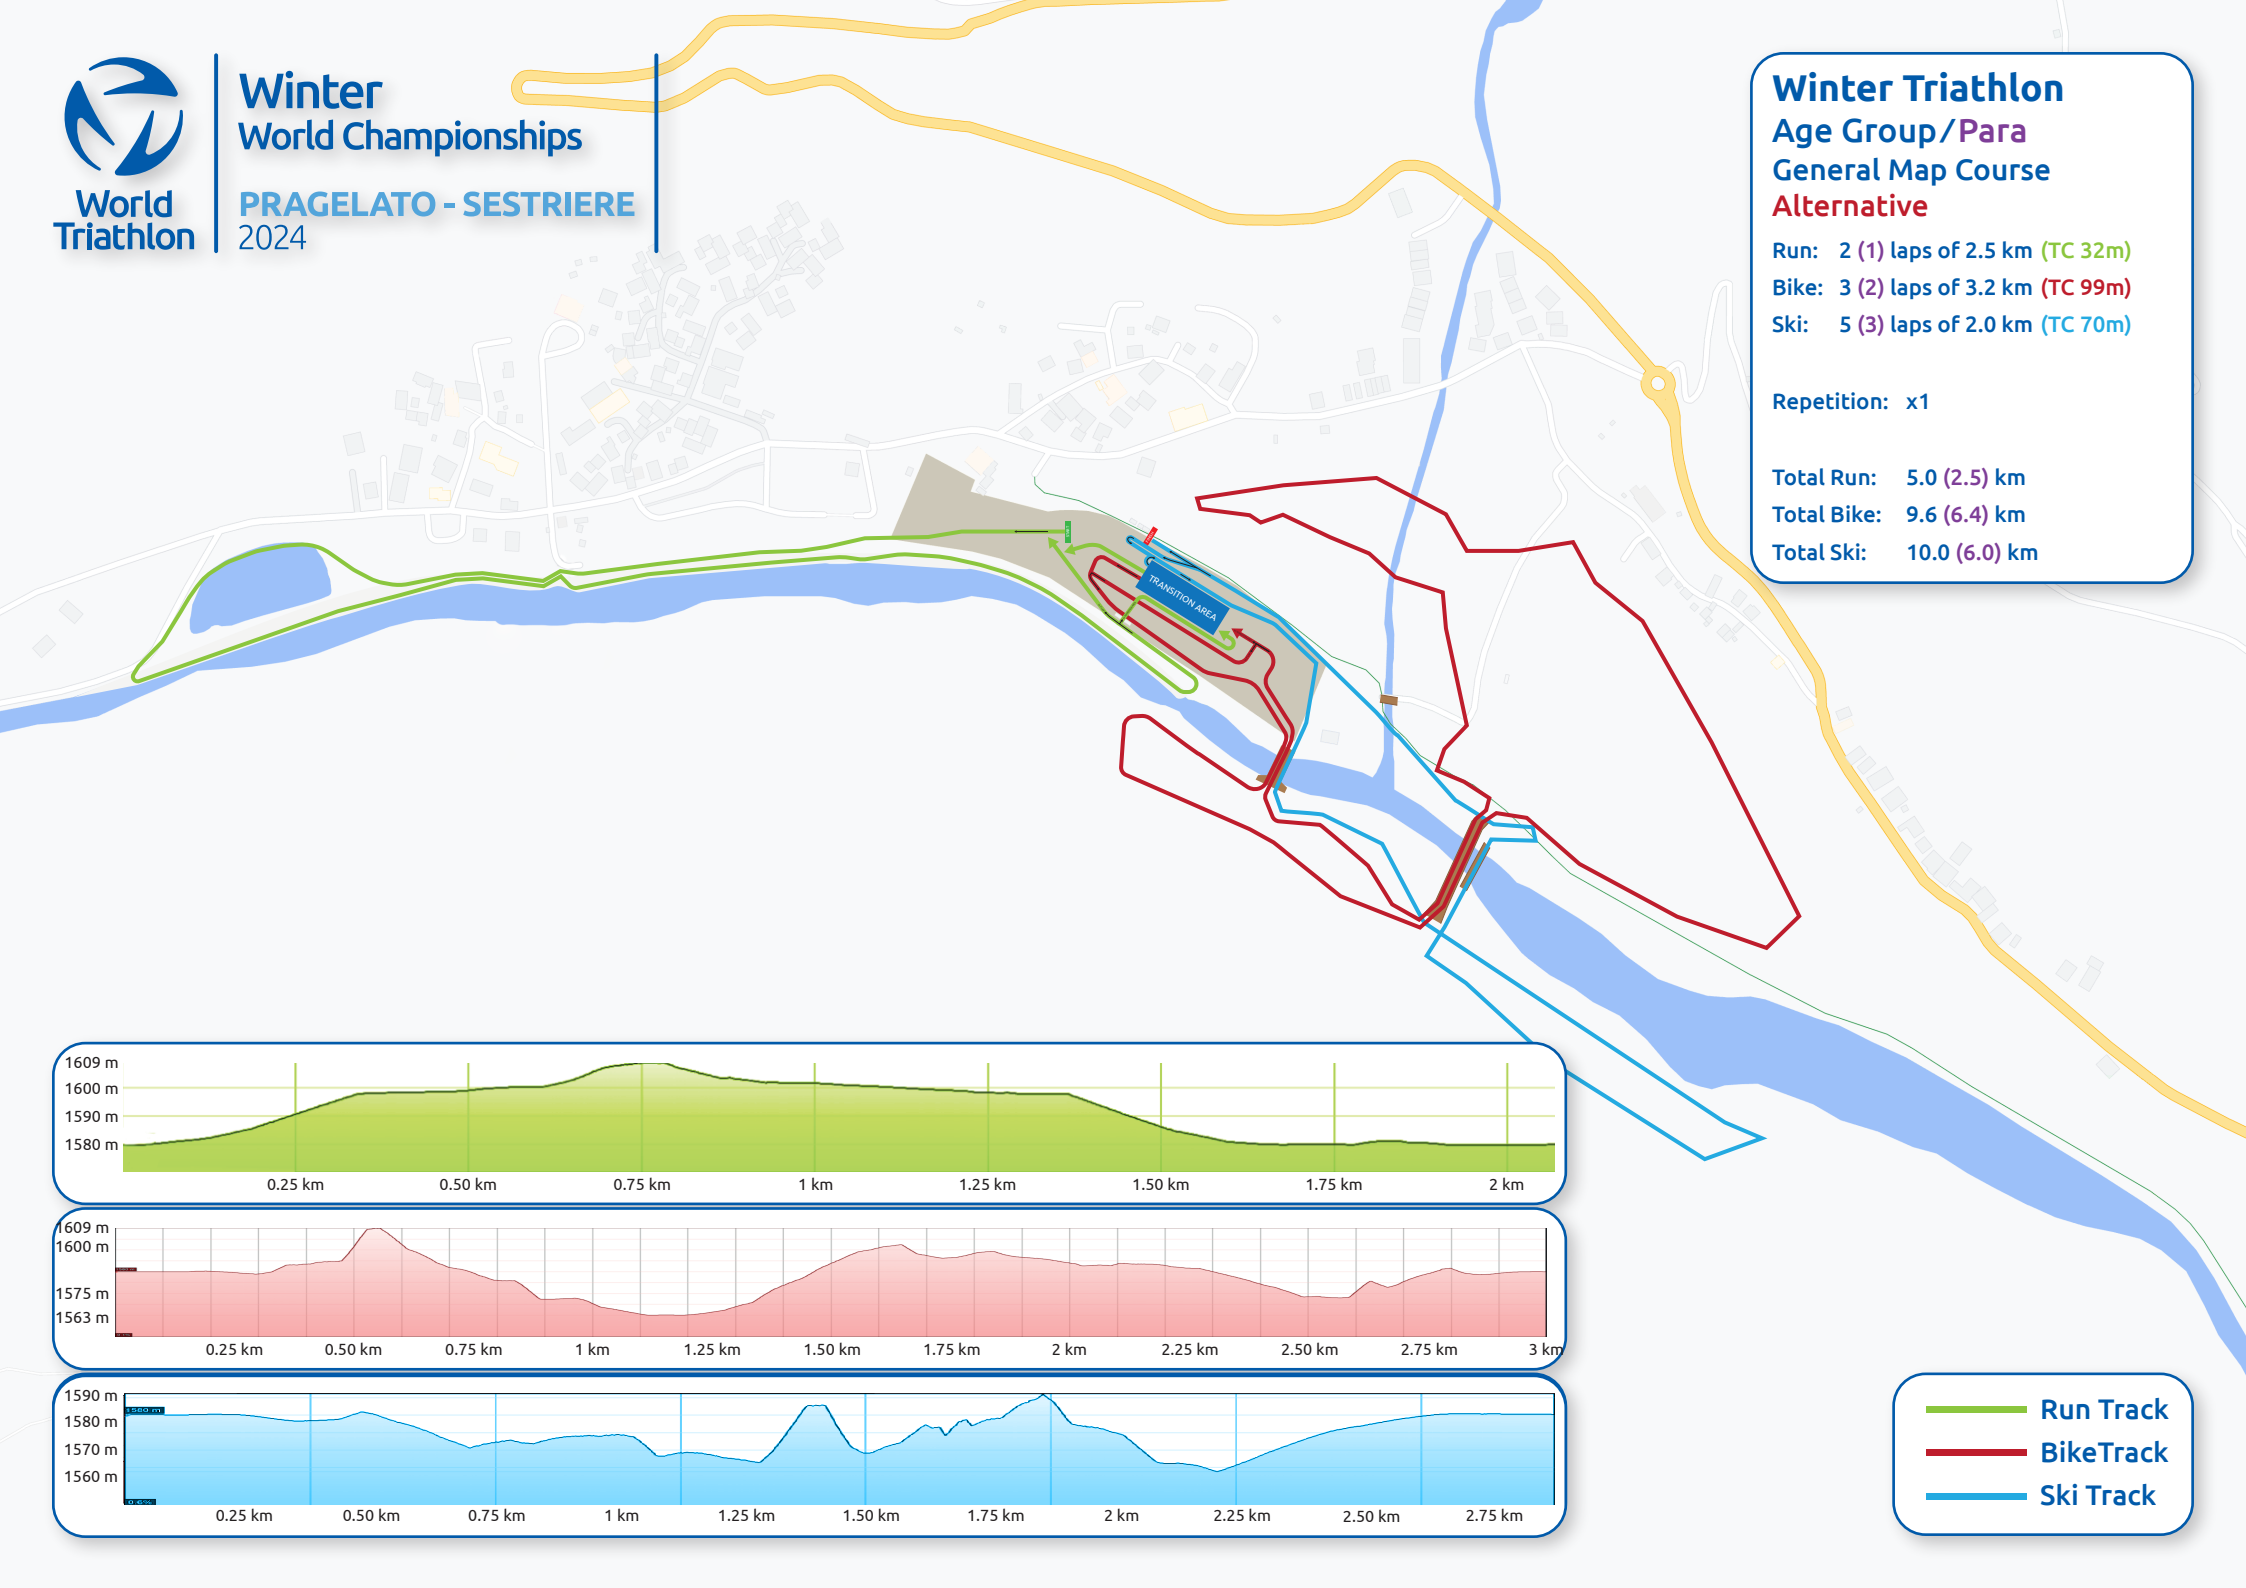 World
Triathlon
Winter
World Championships
PRAGELATO - SESTRIERE
2024
Winter Triathlon
Age Group/Para
General Map Course
Alternative
Run: 2 (1) laps of 2.5 km (TC 32m)
Bike: 3 (2) laps of 3.2 km (TC 99m)
Ski: 5 (3) laps of 2.0 km (TC 70m)
Repetition: x1
Total Run: 5.0 (2.5) km
Total Bike: 9.6 (6.4) km
Total Ski: 10.0 (6.0) km
TRANSITION AREA
1609 m
1600 m
1590 m
1580 m
0.25 km 0.50 km 0.75 km 1 km 1.25 km 1.50 km 1.75 km 2 km
1609 m
1600 m
1575 m
1563 m
0.25 km 0.50 km 0.75 km 1 km 1.25 km 1.50 km 1.75 km 2 km 2.25 km 2.50 km 2.75 km 3 km
1590 m
1580 m
1580 m
1570 m
1560 m
0.6%
0.25 km 0.50 km 0.75 km 1 km 1.25 km 1.50 km 1.75 km 2 km 2.25 km 2.50 km 2.75 km
Run Track
BikeTrack
Ski Track